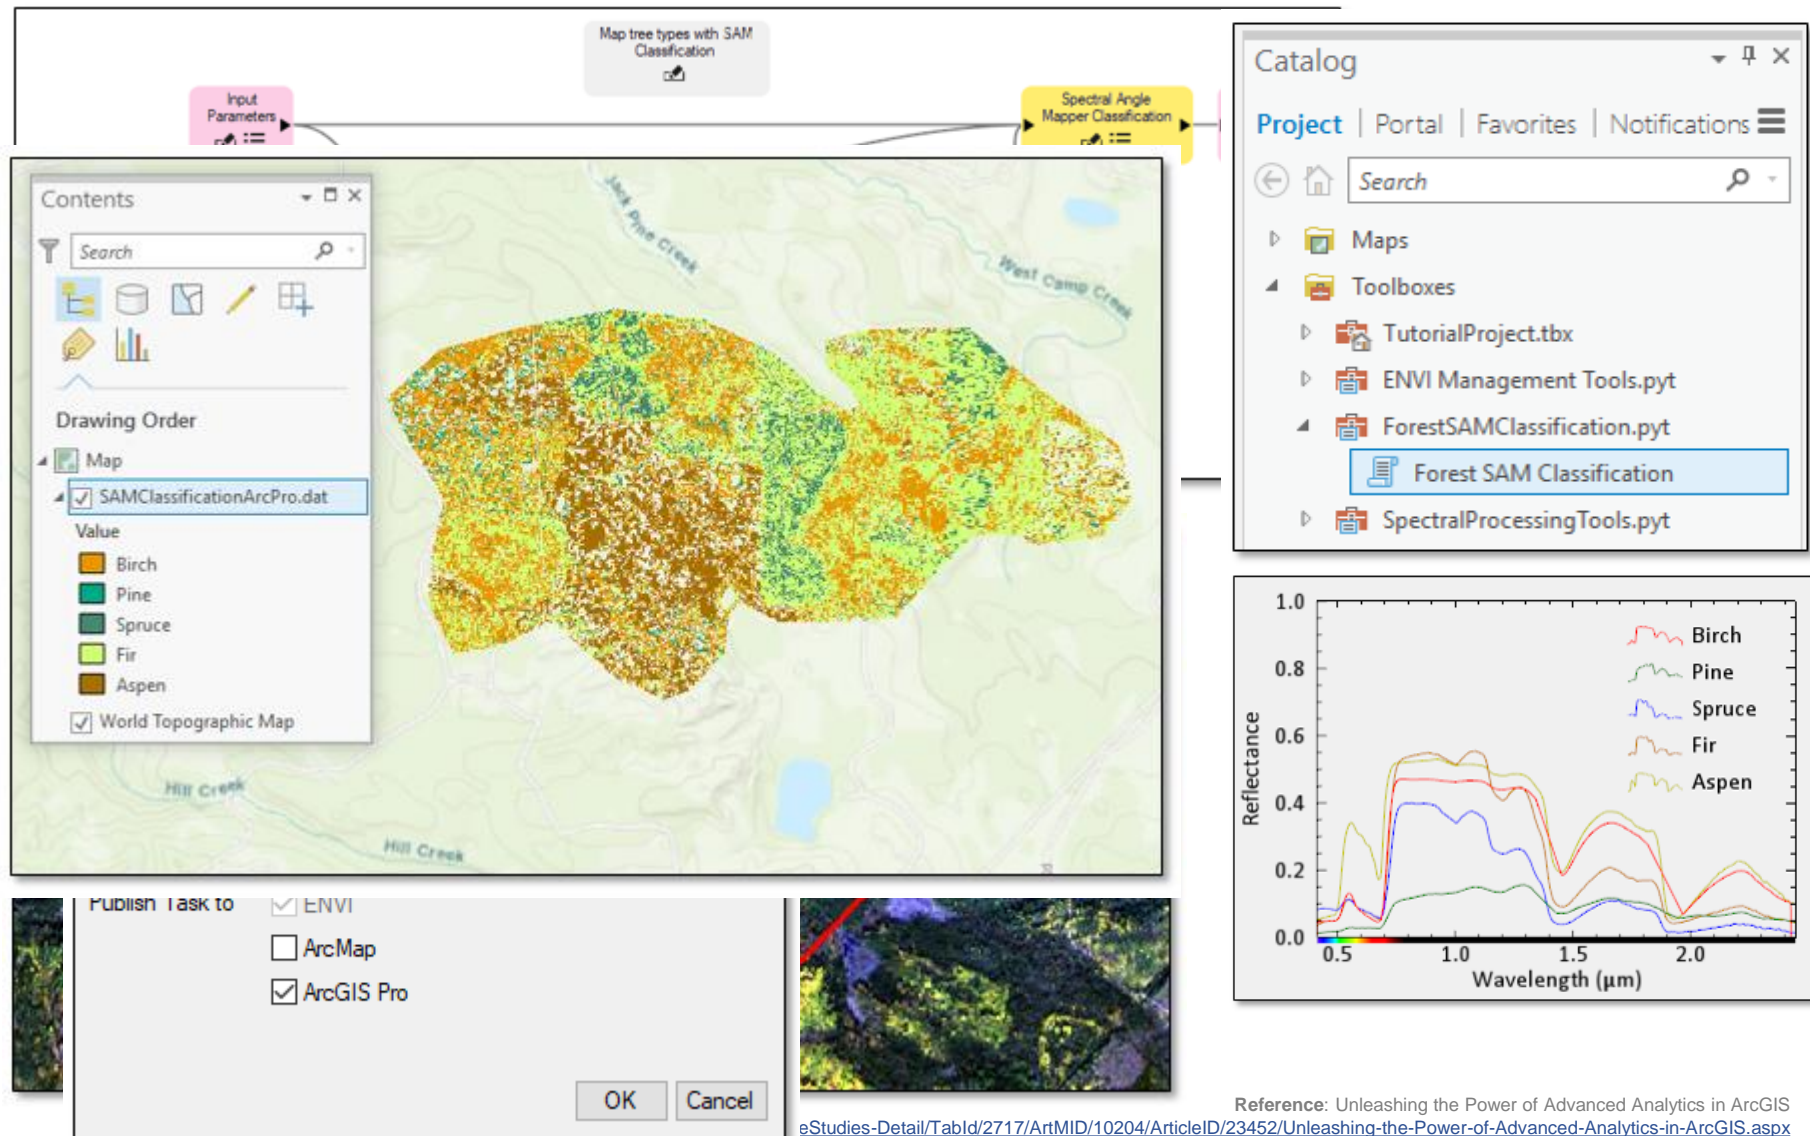 Map tree types with SAM
Classification
Input
Parameters
Spectral Angle
Mapper Classification
Contents
Search
Drawing Order
Map
SAMClassificationArcPro.dat
Value
Birch
Pine
Spruce
Fir
Aspen
World Topographic Map
Jack Pine Creek
West Camp Creek
Hill Creek
Hill Creek
Catalog
Project | Portal | Favorites | Notifications
Search
Maps
Toolboxes
TutorialProject.tbx
ENVI Management Tools.pyt
ForestSAMClassification.pyt
Forest SAM Classification
SpectralProcessingTools.pyt
1.0
0.8
0.6
0.4
0.2
0.0
Reflectance
0.5 1.0 1.5 2.0
Wavelength (µm)
Birch
Pine
Spruce
Fir
Aspen
Publish Task to
ENVI
ArcMap
ArcGIS Pro
OK Cancel
Reference: Unleashing the Power of Advanced Analytics in ArcGIS
eStudies-Detail/TabId/2717/ArtMID/10204/ArticleID/23452/Unleashing-the-Power-of-Advanced-Analytics-in-ArcGIS.aspx